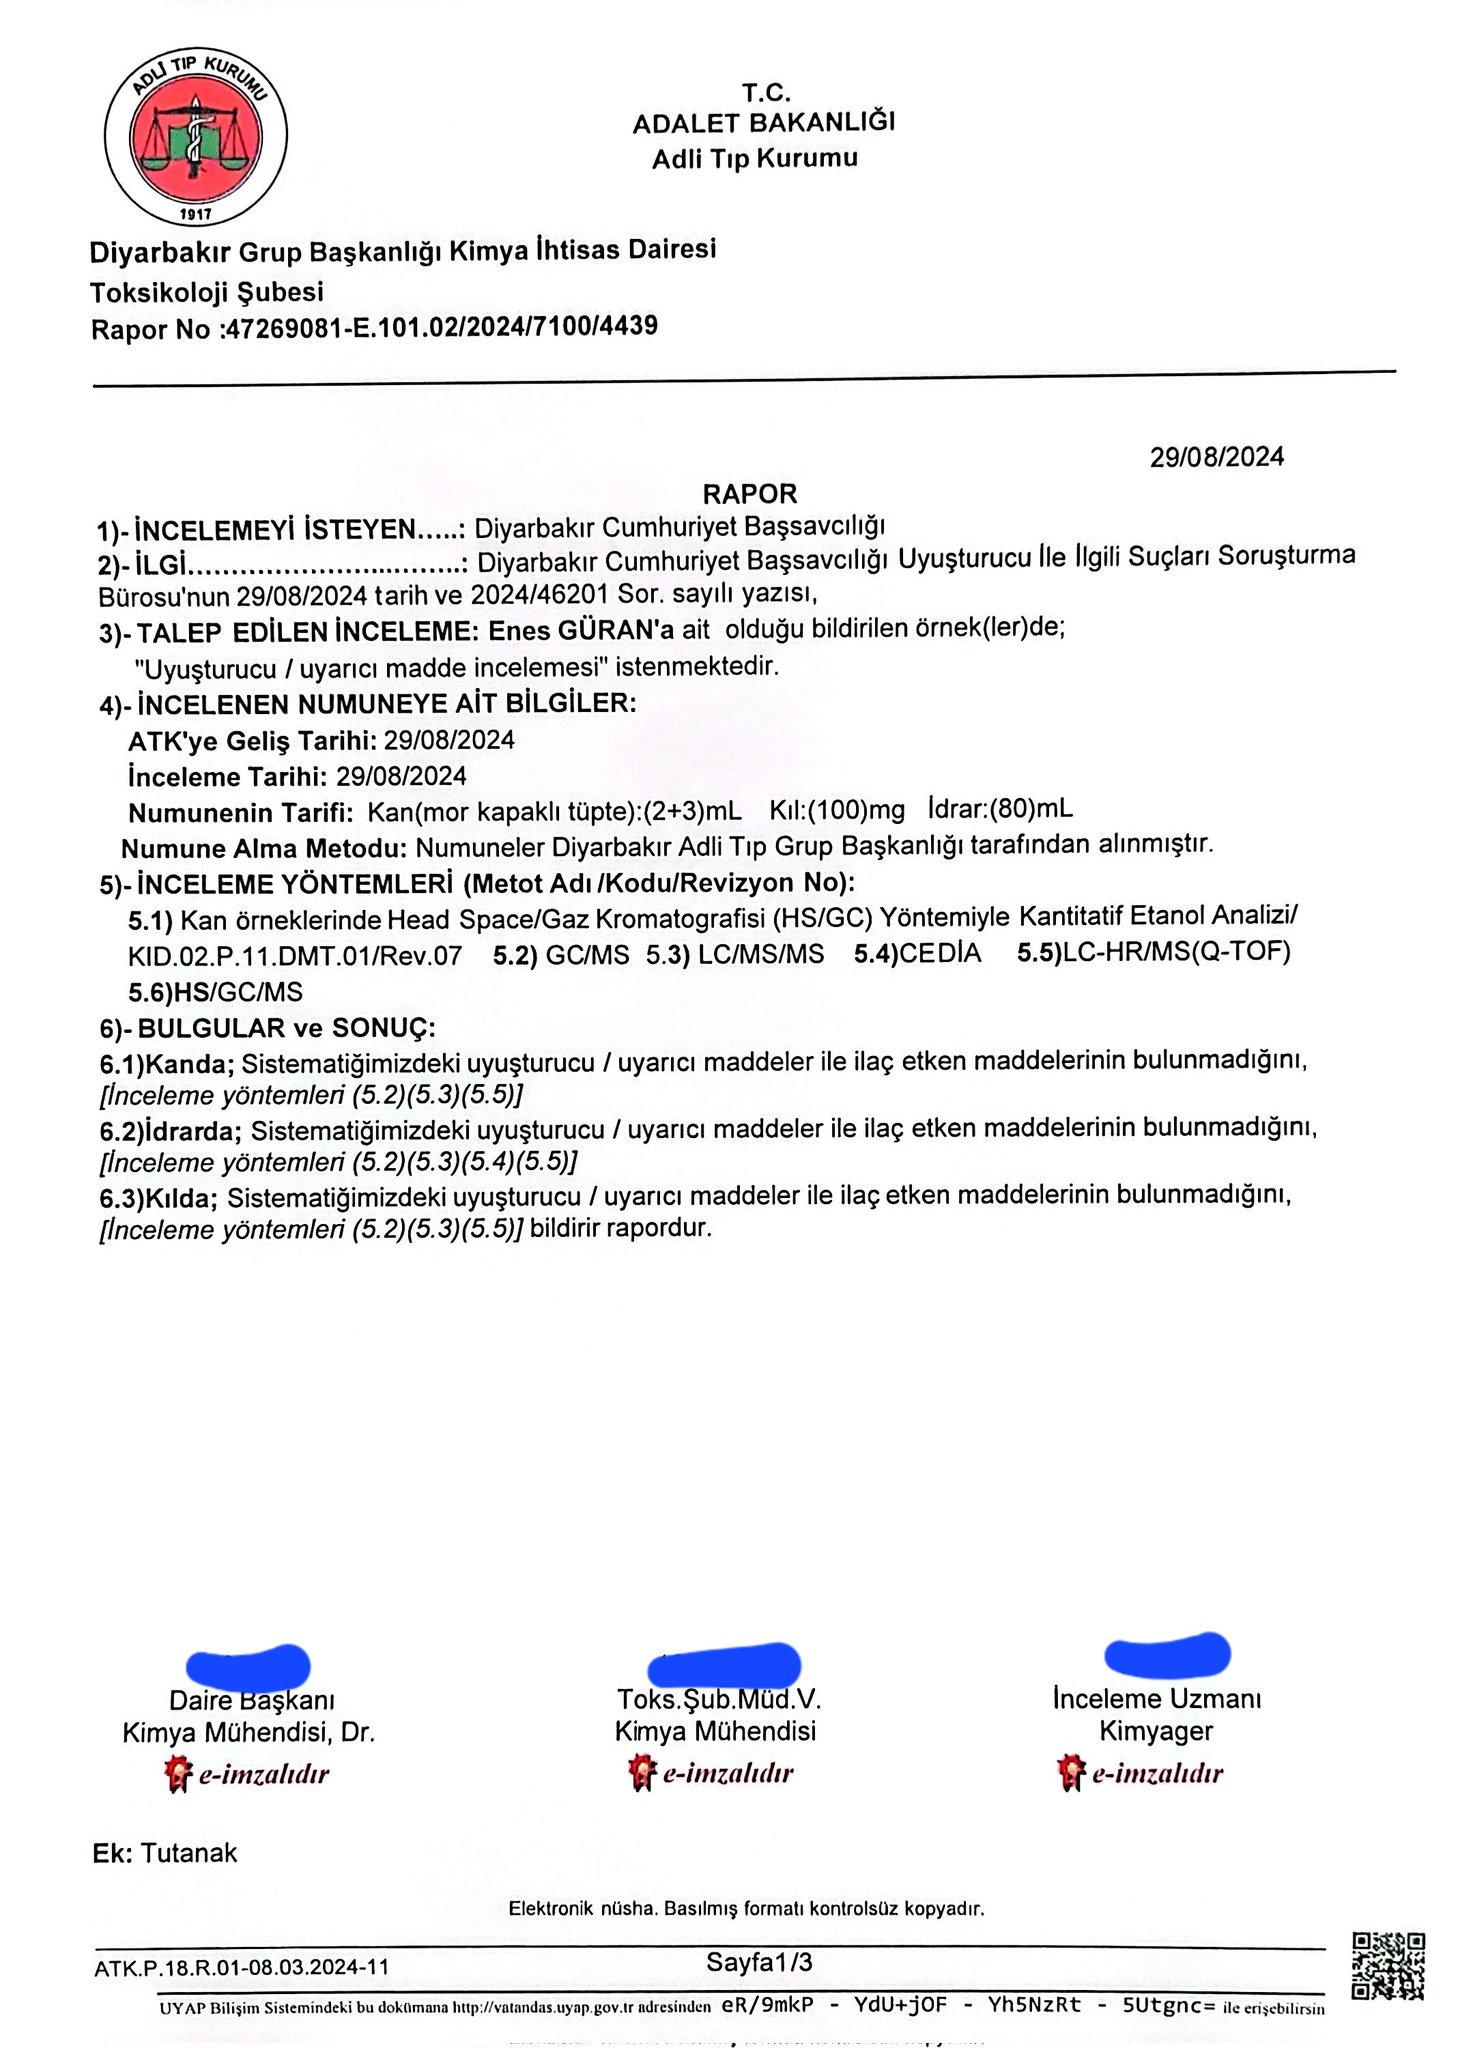 ADLİ TIP KURUMU
1917
T.C.
ADALET BAKANLIĞI
Adli Tıp Kurumu
Diyarbakır Grup Başkanlığı Kimya İhtisas Dairesi
Toksikoloji Şubesi
Rapor No :47269081-E.101.02/2024/7100/4439
29/08/2024
RAPOR
1)- İNCELEMEYİ İSTEYEN.....: Diyarbakır Cumhuriyet Başsavcılığı
2)- İLGİ................................: Diyarbakır Cumhuriyet Başsavcılığı Uyuşturucu İle İlgili Suçları Soruşturma
Bürosu'nun 29/08/2024 tarih ve 2024/46201 Sor. sayılı yazısı,
3)- TALEP EDİLEN İNCELEME: Enes GÜRAN'a ait olduğu bildirilen örnek(ler)de;
"Uyuşturucu / uyarıcı madde incelemesi" istenmektedir.
4)- İNCELENEN NUMUNEYE AİT BİLGİLER:
ATK'ye Geliş Tarihi: 29/08/2024
İnceleme Tarihi: 29/08/2024
Numunenin Tarifi: Kan(mor kapaklı tüpte):(2+3)mL Kıl:(100)mg İdrar:(80)mL
Numune Alma Metodu: Numuneler Diyarbakır Adli Tıp Grup Başkanlığı tarafından alınmıştır.
5)- İNCELEME YÖNTEMLERİ (Metot Adı /Kodu/Revizyon No):
5.1) Kan örneklerinde Head Space/Gaz Kromatografisi (HS/GC) Yöntemiyle Kantitatif Etanol Analizi/
KID.02.P.11.DMT.01/Rev.07 5.2) GC/MS 5.3) LC/MS/MS 5.4)CEDİA 5.5)LC-HR/MS(Q-TOF)
5.6)HS/GC/MS
6)- BULGULAR ve SONUÇ:
6.1)Kanda; Sistematiğimizdeki uyuşturucu / uyarıcı maddeler ile ilaç etken maddelerinin bulunmadığını,
[İnceleme yöntemleri (5.2)(5.3)(5.5)]
6.2)İdrarda; Sistematiğimizdeki uyuşturucu / uyarıcı maddeler ile ilaç etken maddelerinin bulunmadığını,
[İnceleme yöntemleri (5.2)(5.3)(5.4)(5.5)]
6.3)Kılda; Sistematiğimizdeki uyuşturucu / uyarıcı maddeler ile ilaç etken maddelerinin bulunmadığını,
[İnceleme yöntemleri (5.2)(5.3)(5.5)] bildirir rapordur.
Daire Başkanı
Kimya Mühendisi, Dr.
e-imzalıdır
Toks.Şub.Müd.V.
Kimya Mühendisi
e-imzalıdır
İnceleme Uzmanı
Kimyager
e-imzalıdır
Ek: Tutanak
Elektronik nüsha. Basılmış formatı kontrolsüz kopyadır.
ATK.P.18.R.01-08.03.2024-11
Sayfa1/3
UYAP Bilişim Sistemindeki bu dokümana http://vatandas.uyap.gov.tr adresinden eR/9mkP - YdU+jOF - Yh5NzRt - 5Utgnc= ile erişebilirsin